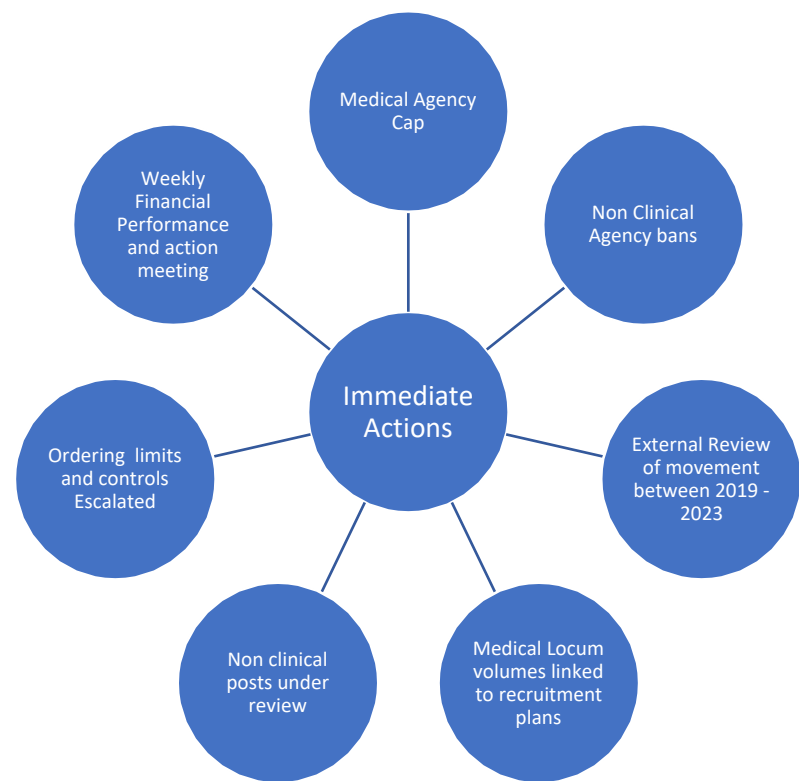 Medical Agency
Cap
Non Clinical
Agency bans
External Review
of movement
between 2019 -
2023
Medical Locum
volumes linked
to recruitment
plans
Non clinical
posts under
review
Ordering  limits
and controls
Escalated
Weekly
Financial
Performance
and action
meeting
Immediate
Actions